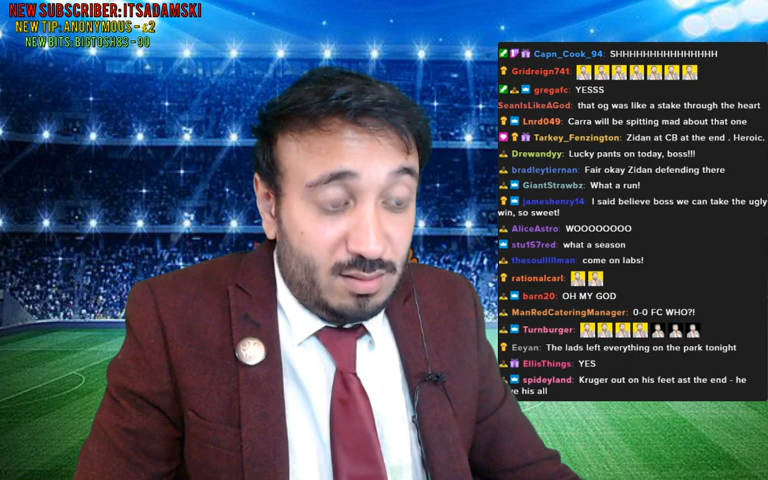 NEW SUBSCRIBER: ITSADAMSKI
NEW TIP: ANONYMOUS - £2
NEW BITS: BIGTOSH83 - 90
Capn_Cook_94: SHHHHHHHHHHHHHHH
Gridreign741:
gregafc: YESSS
SeanIsLikeAGod: that og was like a stake through the heart
Lnrd049: Carra will be spitting mad about that one
Tarkey_Fenzington: Zidan at CB at the end . Heroic.
Drewandyy: Lucky pants on today, boss!!!
bradleytiernan: Fair okay Zidan defending there
GiantStrawbz: What a run!
jameshenry14: I said believe boss we can take the ugly
win, so sweet!
AliceAstro: WOOOOOOOO
stu157red: what a season
thesoulllllman: come on labs!
rationalcarl:
barn20: OH MY GOD
ManRedCateringManager: 0-0 FC WHO?!
Turnburger:
Eeyan: The lads left everything on the park tonight
EllisThings: YES
spideyland: Kruger out on his feet ast the end - he
his all